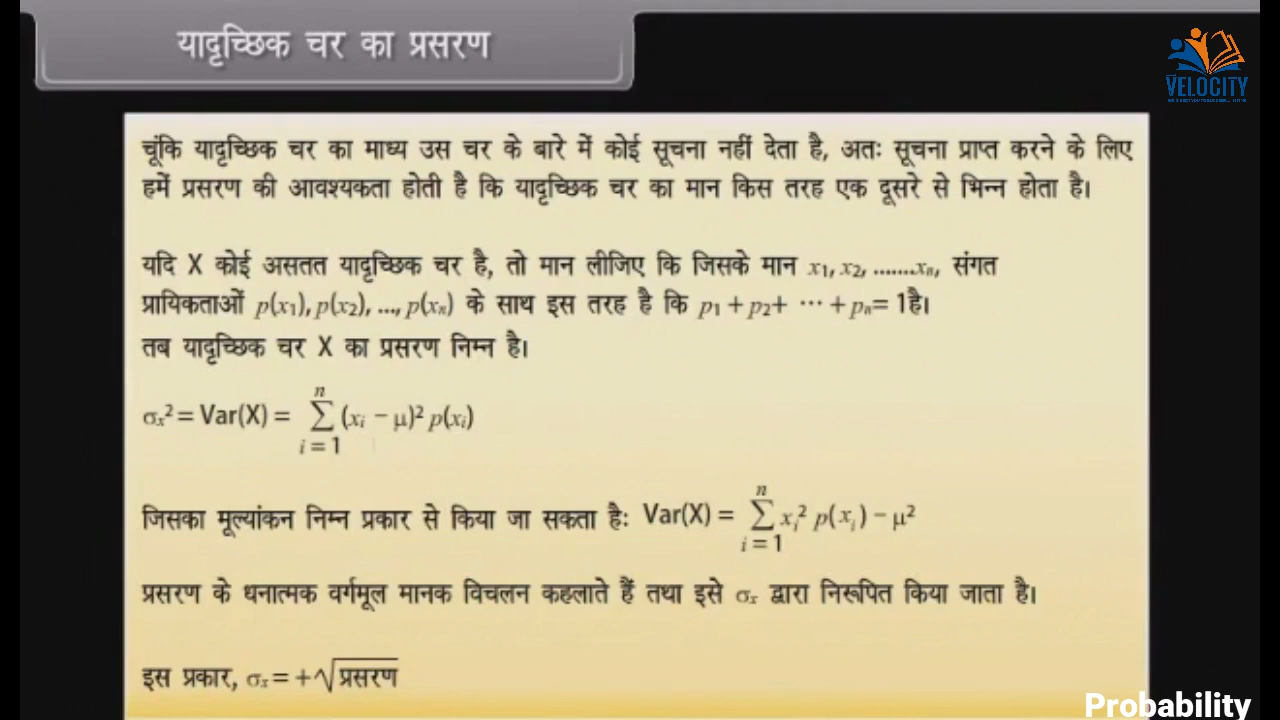 यादृच्छिक चर का प्रसरण
VELOCITY
चूंकि यादृच्छिक चर का माध्य उस चर के बारे में कोई सूचना नहीं देता है, अतः सूचना प्राप्त करने के लिए
हमें प्रसरण की आवश्यकता होती है कि यादृच्छिक चर का मान किस तरह एक दूसरे से भिन्न होता है।
यदि X कोई असतत यादृच्छिक चर है, तो मान लीजिए कि जिसके मान x₁, x₂, .......xₙ, संगत
प्रायिकताओं p(x₁), p(x₂), ..., p(xₙ) के साथ इस तरह है कि p₁ + p₂+ ⋯ + pₙ= 1है।
तब यादृच्छिक चर X का प्रसरण निम्न है।
σₓ² = Var(X) = ∑ᵢ₌₁ⁿ (xᵢ − μ)² p(xᵢ)
जिसका मूल्यांकन निम्न प्रकार से किया जा सकता है: Var(X) = ∑ᵢ₌₁ⁿ xᵢ² p(xᵢ) − μ²
प्रसरण के धनात्मक वर्गमूल मानक विचलन कहलाते हैं तथा इसे σₓ द्वारा निरूपित किया जाता है।
इस प्रकार, σₓ = +√प्रसरण
Probability